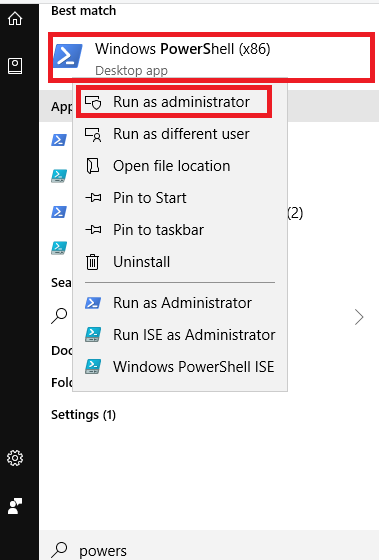 Best match
Windows PowerShell (x86)
Desktop app
App
Run as administrator
Run as different user
Open file location
Pin to Start
(2)
Pin to taskbar
Uninstall
Sea
Run as Administrator
Run ISE as Administrator
Doc
Windows PowerShell ISE
Fold
Settings (1)
powers